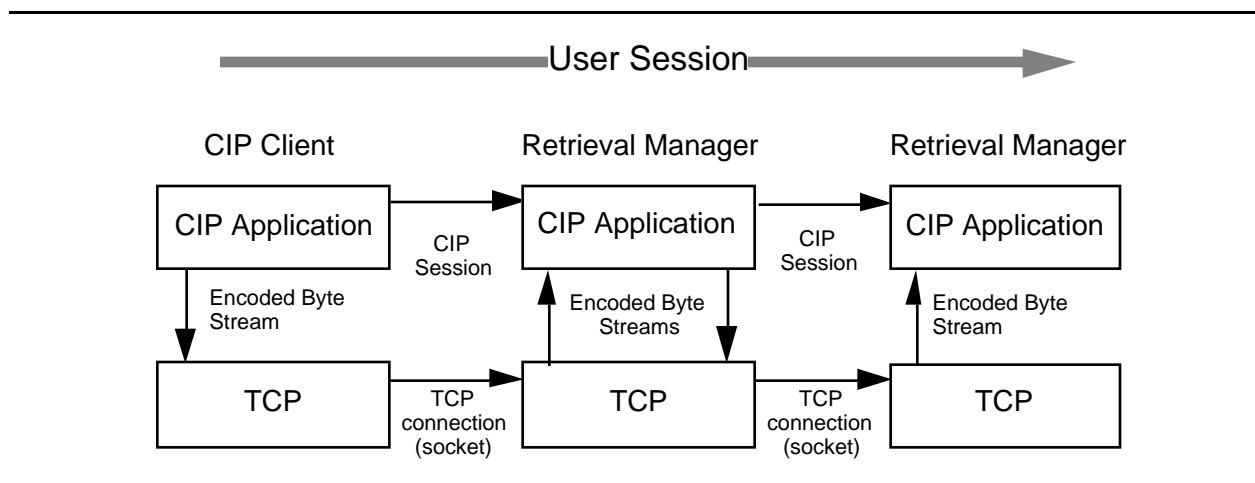 User Session
CIP Client
Retrieval Manager
Retrieval Manager
CIP Application
CIP Application
CIP Application
CIP
Session
CIP
Session
Encoded Byte
Stream
Encoded Byte
Streams
Encoded Byte
Stream
TCP
TCP
TCP
TCP
connection
(socket)
TCP
connection
(socket)